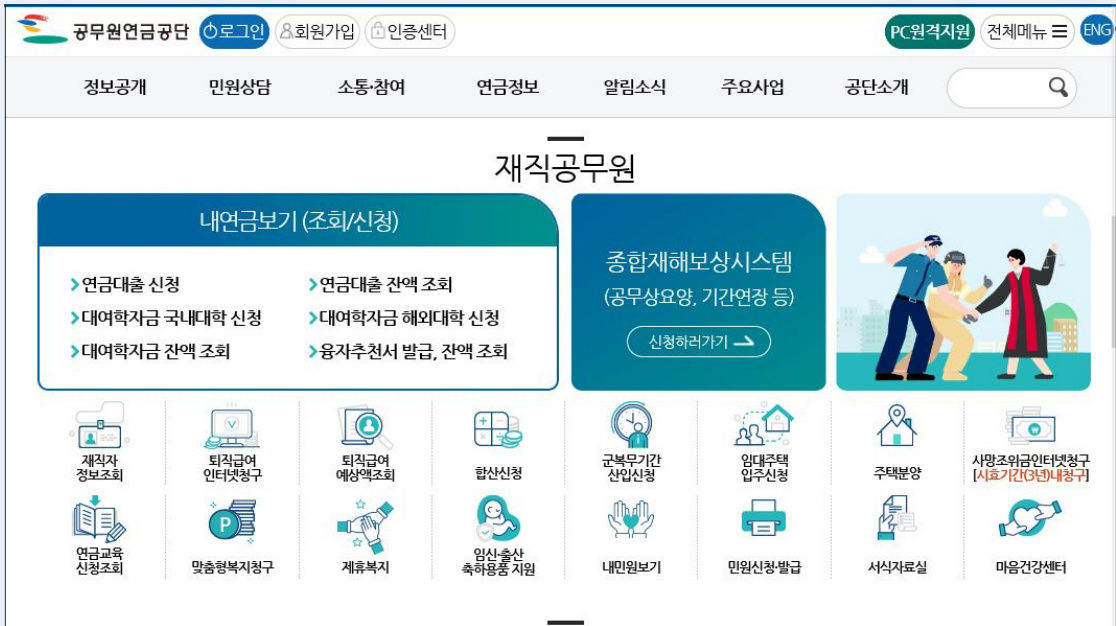 공무원연금공단 로그인 회원가입 인증센터 PC원격지원 전체메뉴 ENG
정보공개 민원상담 소통·참여 연금정보 알림소식 주요사업 공단소개
재직공무원
내연금보기 (조회/신청)
연금대출 신청
연금대출 잔액 조회
대여학자금 국내대학 신청
대여학자금 해외대학 신청
대여학자금 잔액 조회
융자추천서 발급, 잔액 조회
종합재해보상시스템
(공무상요양, 기간연장 등)
신청하러가기
재직자
정보조회
퇴직급여
인터넷청구
퇴직급여
예상액조회
합산신청
군복무기간
산입신청
임대주택
입주신청
주택분양
사망조위금인터넷청구
[시효기간(3년)내청구]
연금교육
신청조회
P
맞춤형복지청구
제휴복지
임신·출산
축하용품 지원
내민원보기
민원신청·발급
서식자료실
마음건강센터